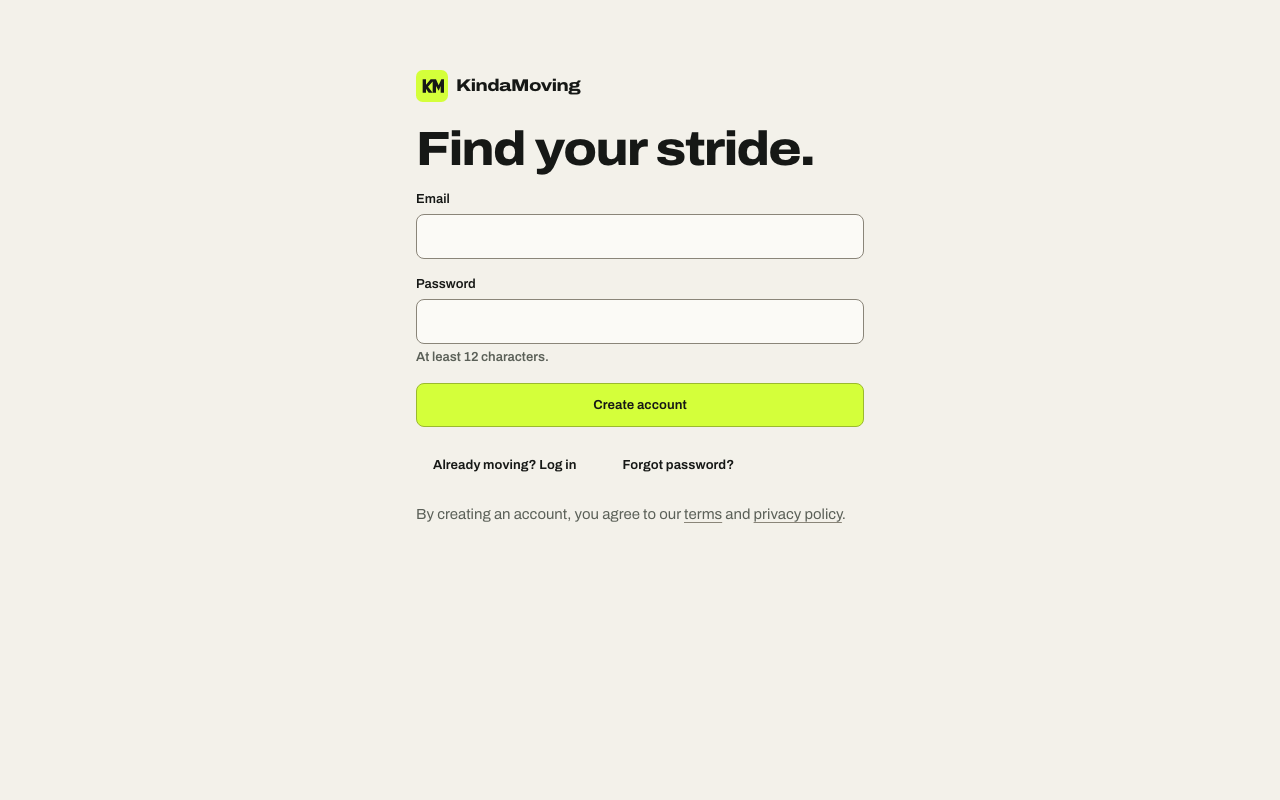 KM KindaMoving
Find your stride.
Email
Password
At least 12 characters.
Create account
Already moving? Log in Forgot password?
By creating an account, you agree to our terms and privacy policy.